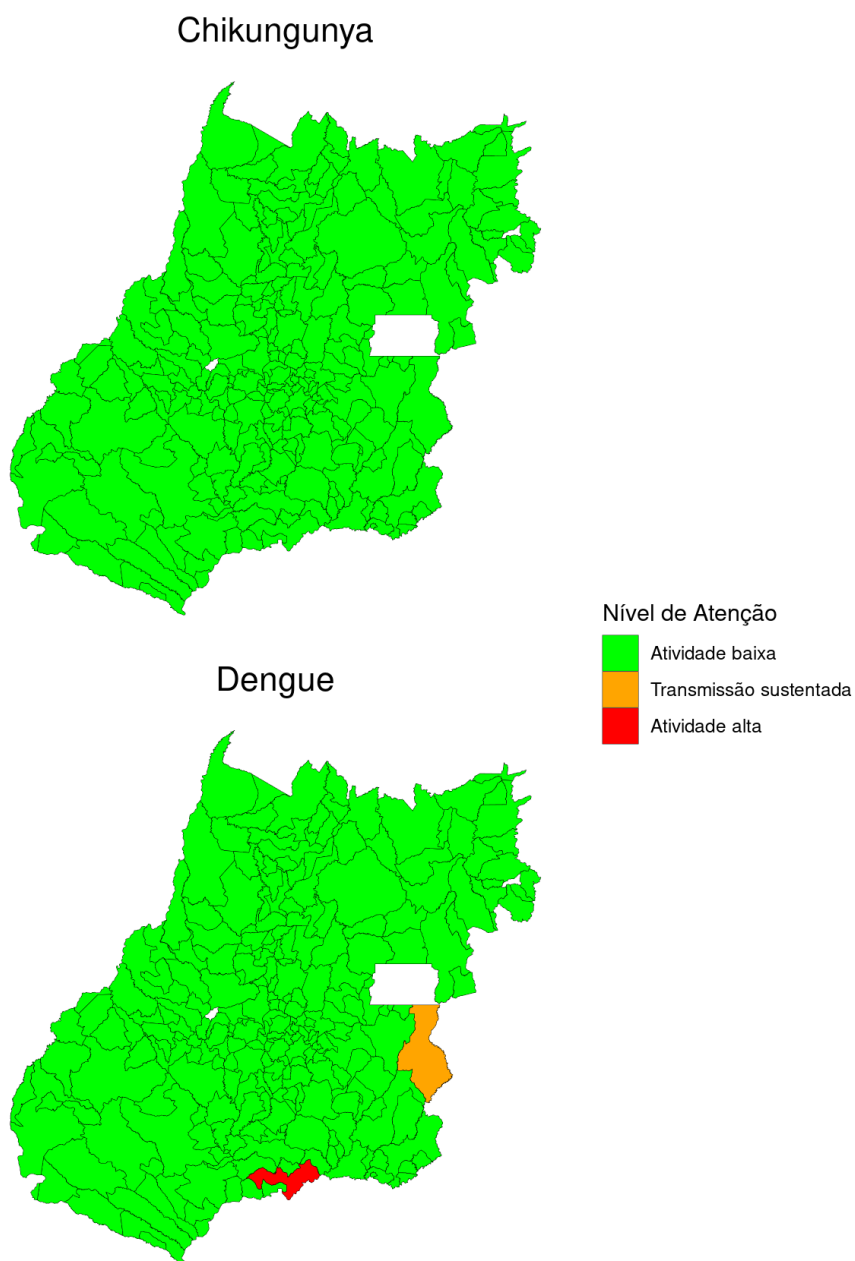 Chikungunya
Nível de Atenção
Atividade baixa
Transmissão sustentada
Atividade alta
Dengue